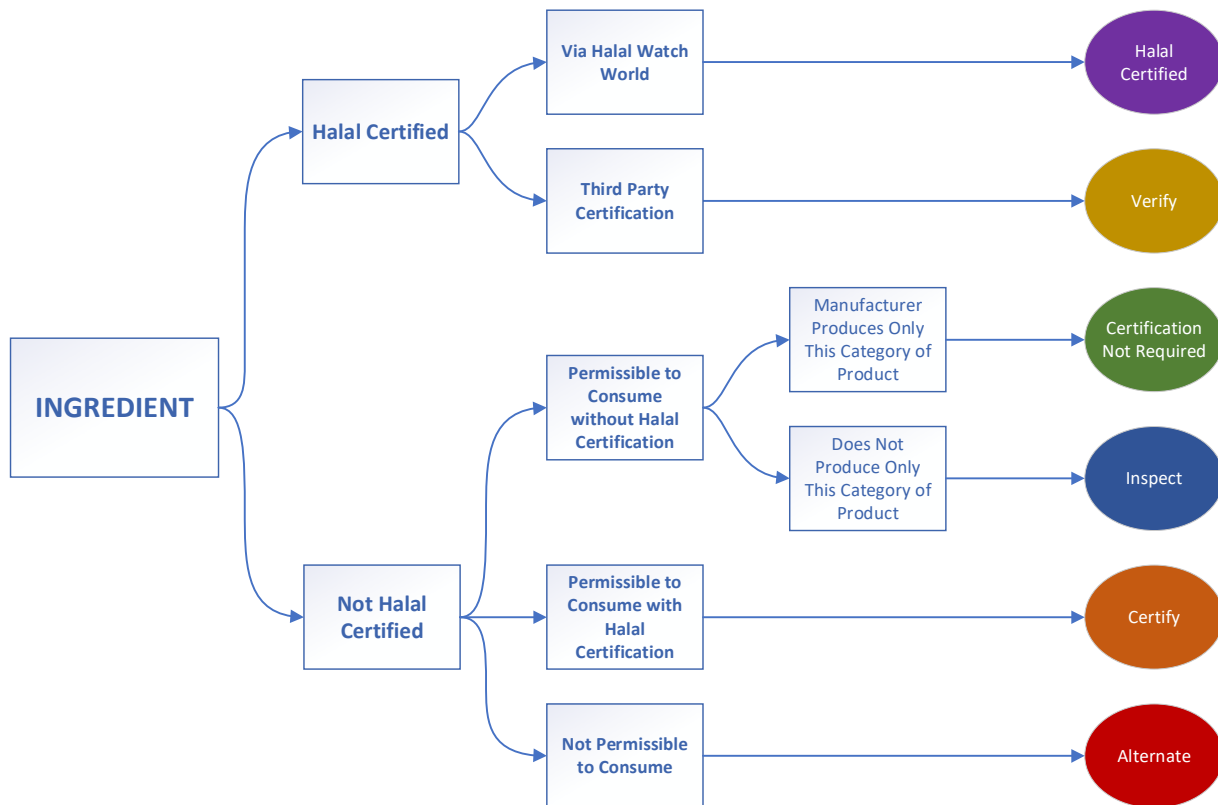 INGREDIENT
Halal Certified
Via Halal Watch
World
Halal
Certified
Third Party
Certification
Verify
Not Halal
Certified
Permissible to
Consume
without Halal
Certification
Manufacturer
Produces Only
This Category of
Product
Certification
Not Required
Does Not
Produce Only
This Category of
Product
Inspect
Permissible to
Consume with
Halal
Certification
Certify
Not Permissible
to Consume
Alternate